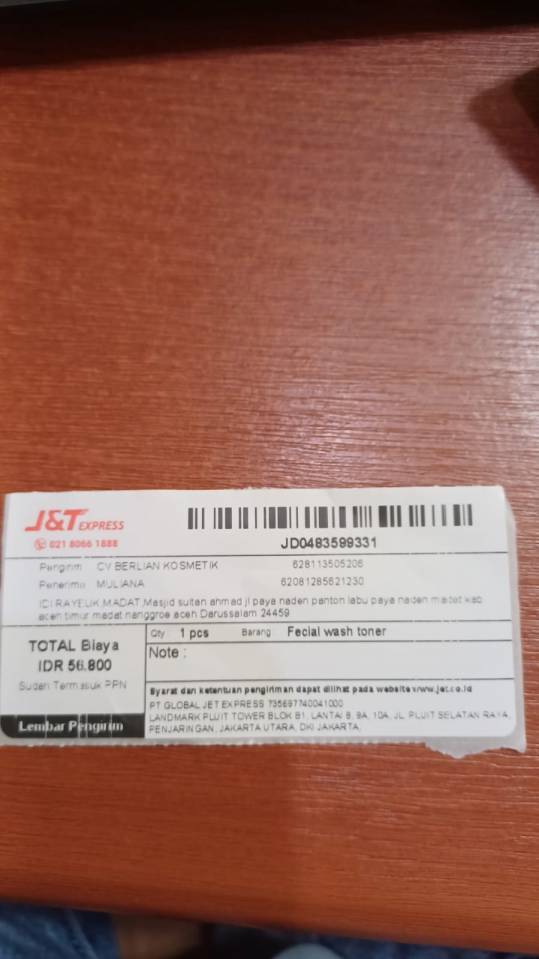 J&T EXPRESS
021 8066 1888
JD0483599331
Pengirim CV BERLIAN KOSMETIK 628113505206
Penerima MULIANA 62081285621230
MADAT,Masjid sultan ahmad jl paya naden panton labu paya naden madat kab
aceh timur madat nanggroe aceh Darussalam 24459
TOTAL Biaya
IDR 56.800
Sudah Termasuk PPN
Lembar Pengirim
Qty 1 pcs Barang Fecial wash toner
Note :
Syarat dan ketentuan pengiriman dapat dilihat pada website www.jet.co.id
PT GLOBAL JET EXPRESS 735697740041000
LANDMARK PLUIT TOWER BLOK B1, LANTAI 8, 9A, 10A, JL. PLUIT SELATAN RAYA,
PENJARINGAN, JAKARTA UTARA, DKI JAKARTA,